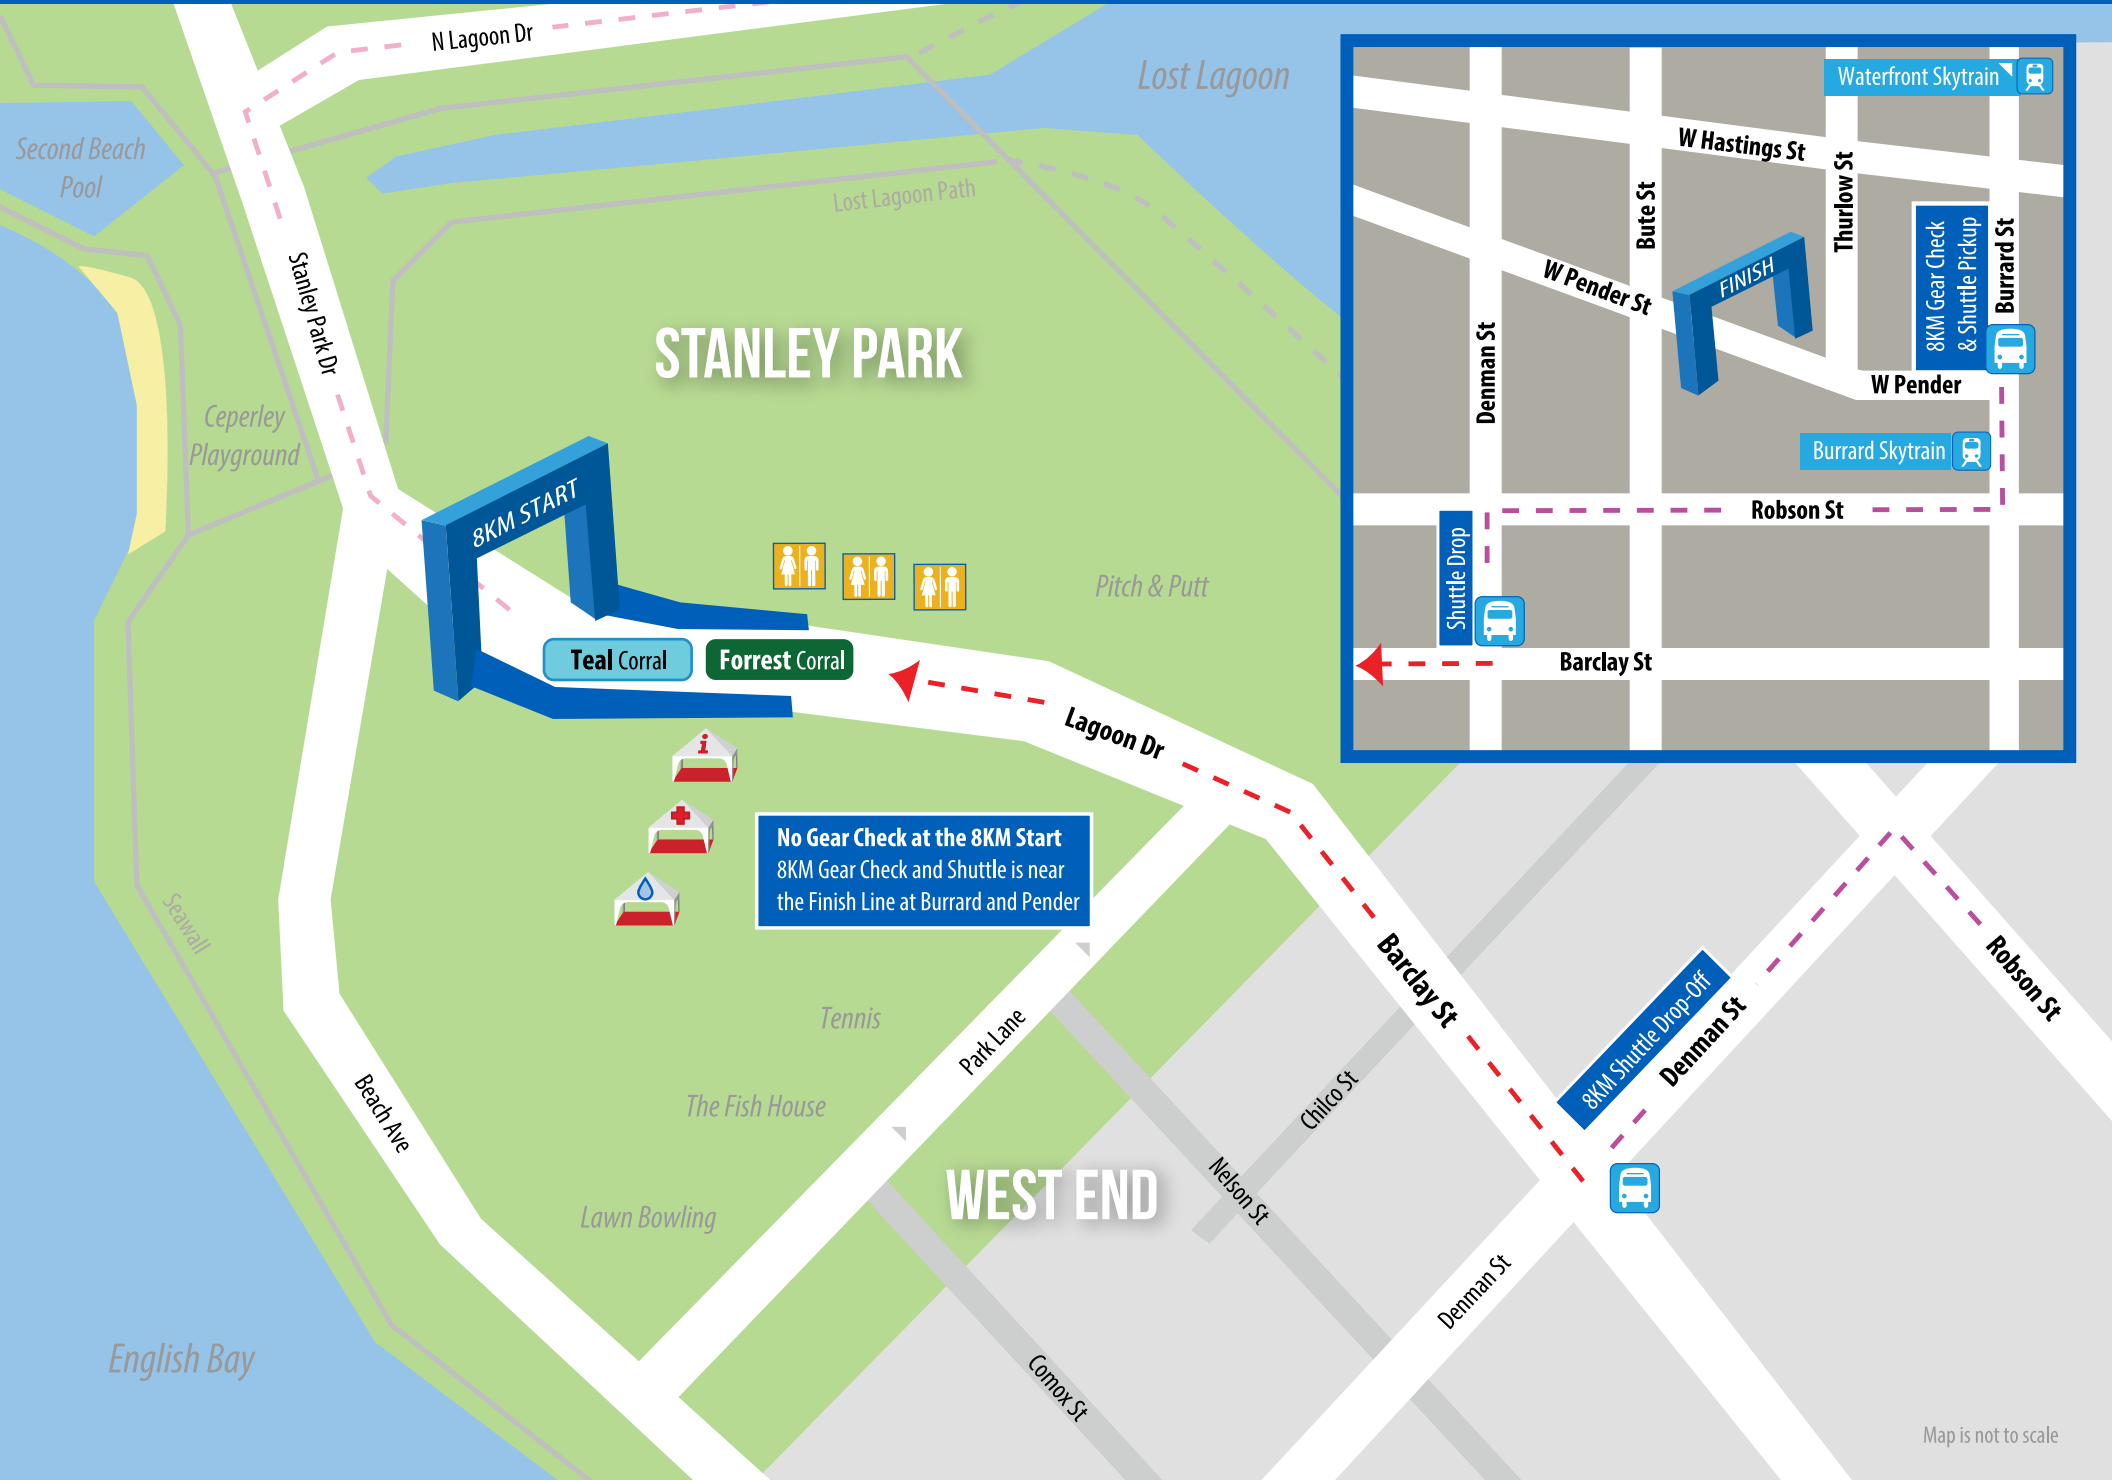 N Lagoon Dr
Lost Lagoon
Second Beach
Pool
Lost Lagoon Path
Stanley Park Dr
STANLEY PARK
Ceperley
Playground
8KM START
Pitch & Putt
Teal Corral
Forrest Corral
Lagoon Dr
i
No Gear Check at the 8KM Start
8KM Gear Check and Shuttle is near
the Finish Line at Burrard and Pender
Seawall
Tennis
Park Lane
The Fish House
Beach Ave
Lawn Bowling
WEST END
English Bay
Barclay St
Chilco St
Nelson St
Comox St
Denman St
8KM Shuttle Drop-Off
Denman St
Robson St
Map is not to scale
Waterfront Skytrain
W Hastings St
Bute St
Thurlow St
8KM Gear Check
& Shuttle Pickup
Burrard St
W Pender St
FINISH
Denman St
W Pender
Burrard Skytrain
Robson St
Shuttle Drop
Barclay St